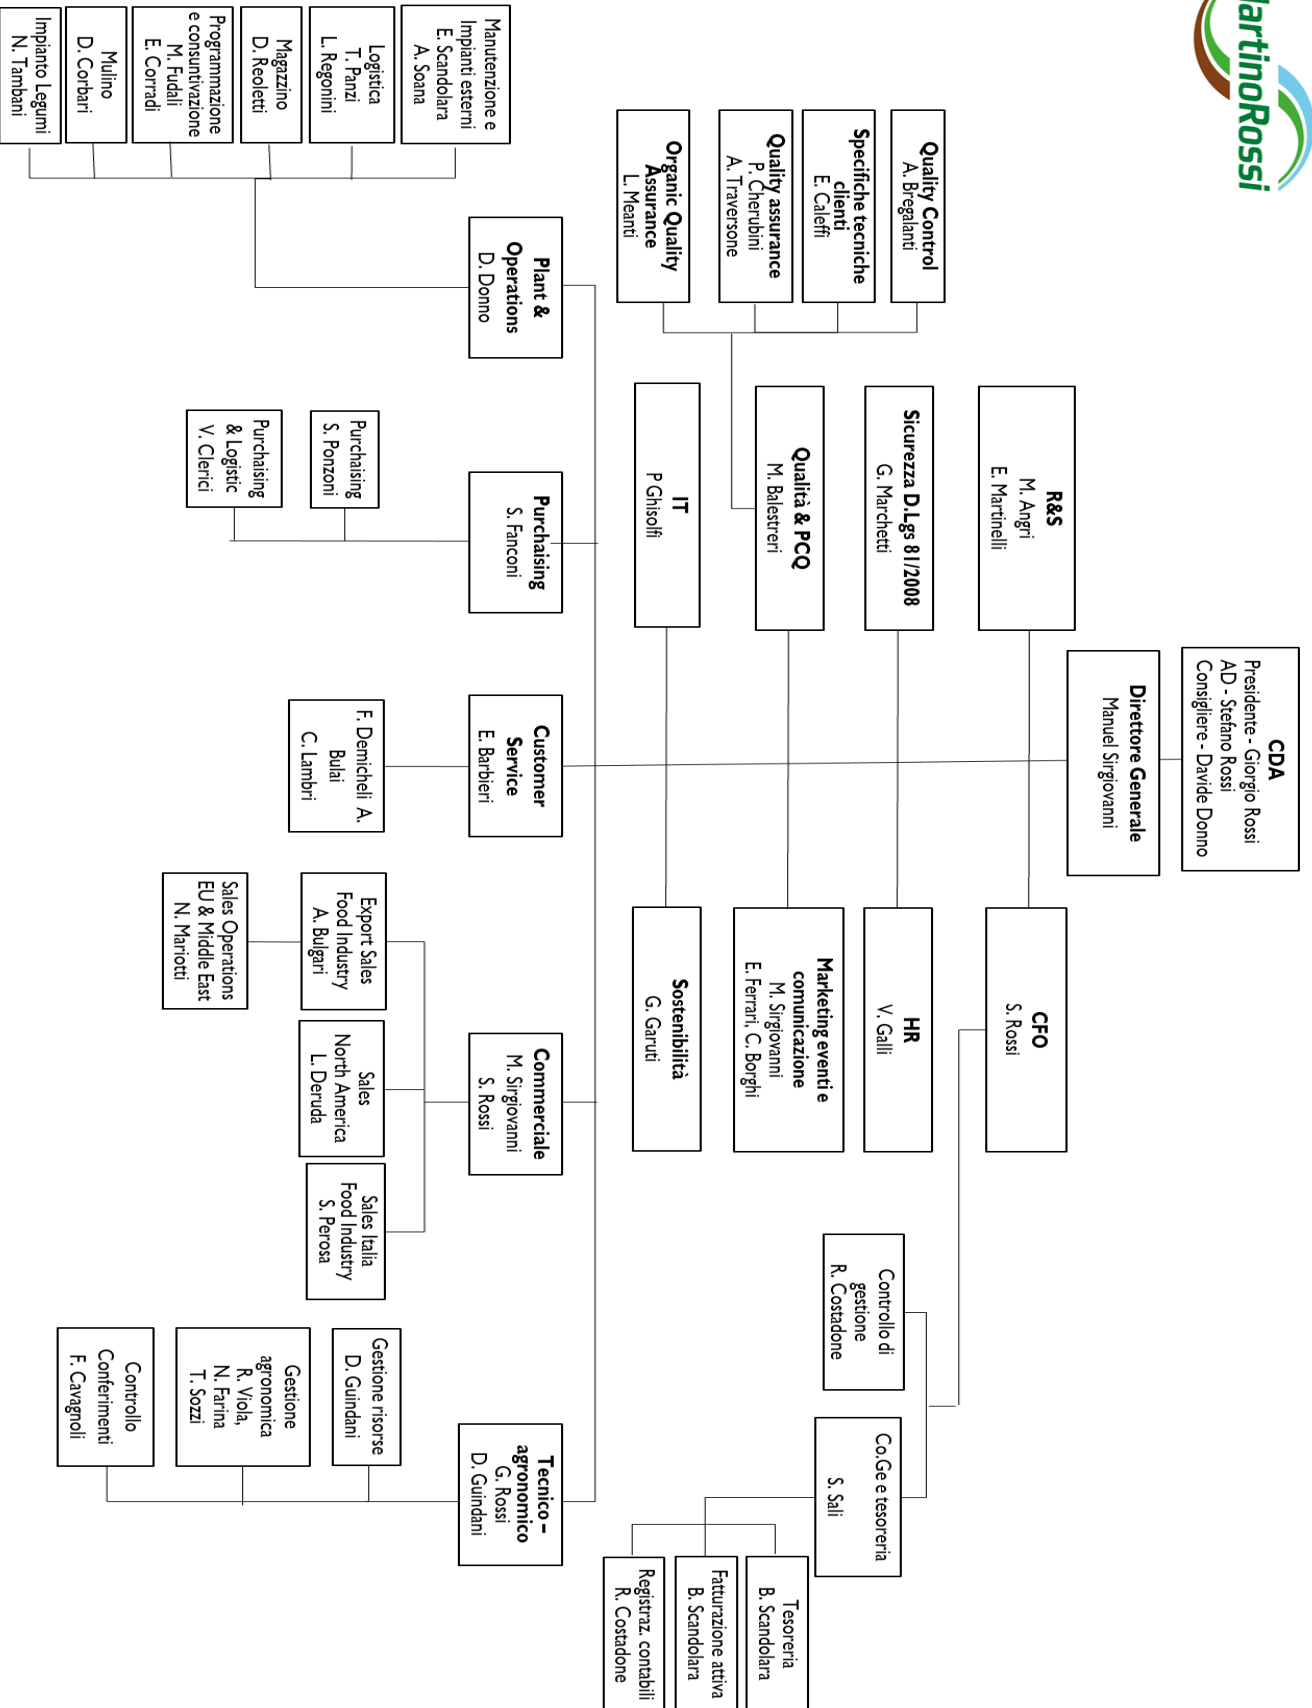 MartinoRossi
CDA
Presidente - Giorgio Rossi
AD - Stefano Rossi
Consigliere - Davide Donno
Direttore Generale
Manuel Sirgiovanni
R&S
M. Angri
E. Martinelli
CFO
S. Rossi
Sicurezza D.Lgs 81/2008
G. Marchetti
HR
V. Galli
Qualità & PCQ
M. Balestreri
Marketing eventi e
comunicazione
M. Sirgiovanni
E. Ferrari, C. Borghi
IT
P Ghisolfi
Sostenibilità
G. Garuti
Quality Control
A. Bregalanti
Specifiche tecniche
clienti
E. Caleffi
Quality assurance
P. Cherubini
A. Traversone
Organic Quality
Assurance
L. Meanti
Controllo di
gestione
R. Costadone
Co.Ge e tesoreria
S. Sali
Tesoreria
B. Scandolara
Fatturazione attiva
B. Scandolara
Registraz. contabili
R. Costadone
Plant &
Operations
D. Donno
Purchaising
S. Fanconi
Customer
Service
E. Barbieri
Commerciale
M. Sirgiovanni
S. Rossi
Tecnico –
agronomico
G. Rossi
D. Guindani
Manutenzione e
Impianti esterni
E. Scandolara
A. Soana
Logistica
T. Panzi
L. Regonini
Magazzino
D. Reoletti
Programmazione
e consuntivazione
M. Fudali
E. Corradi
Mulino
D. Corbari
Impianto Legumi
N. Tambani
Purchaising
S. Ponzoni
Purchaising
& Logistic
V. Clerici
F. Demicheli A.
Bulai
C. Lambri
Export Sales
Food Industry
A. Bulgari
Sales Operations
EU & Middle East
N. Mariotti
Sales
North America
L. Deruda
Sales Italia
Food Industry
S. Perosa
Gestione risorse
D. Guindani
Gestione
agronomica
R. Viola,
N. Farina
T. Sozzi
Controllo
Conferimenti
F. Cavagnoli